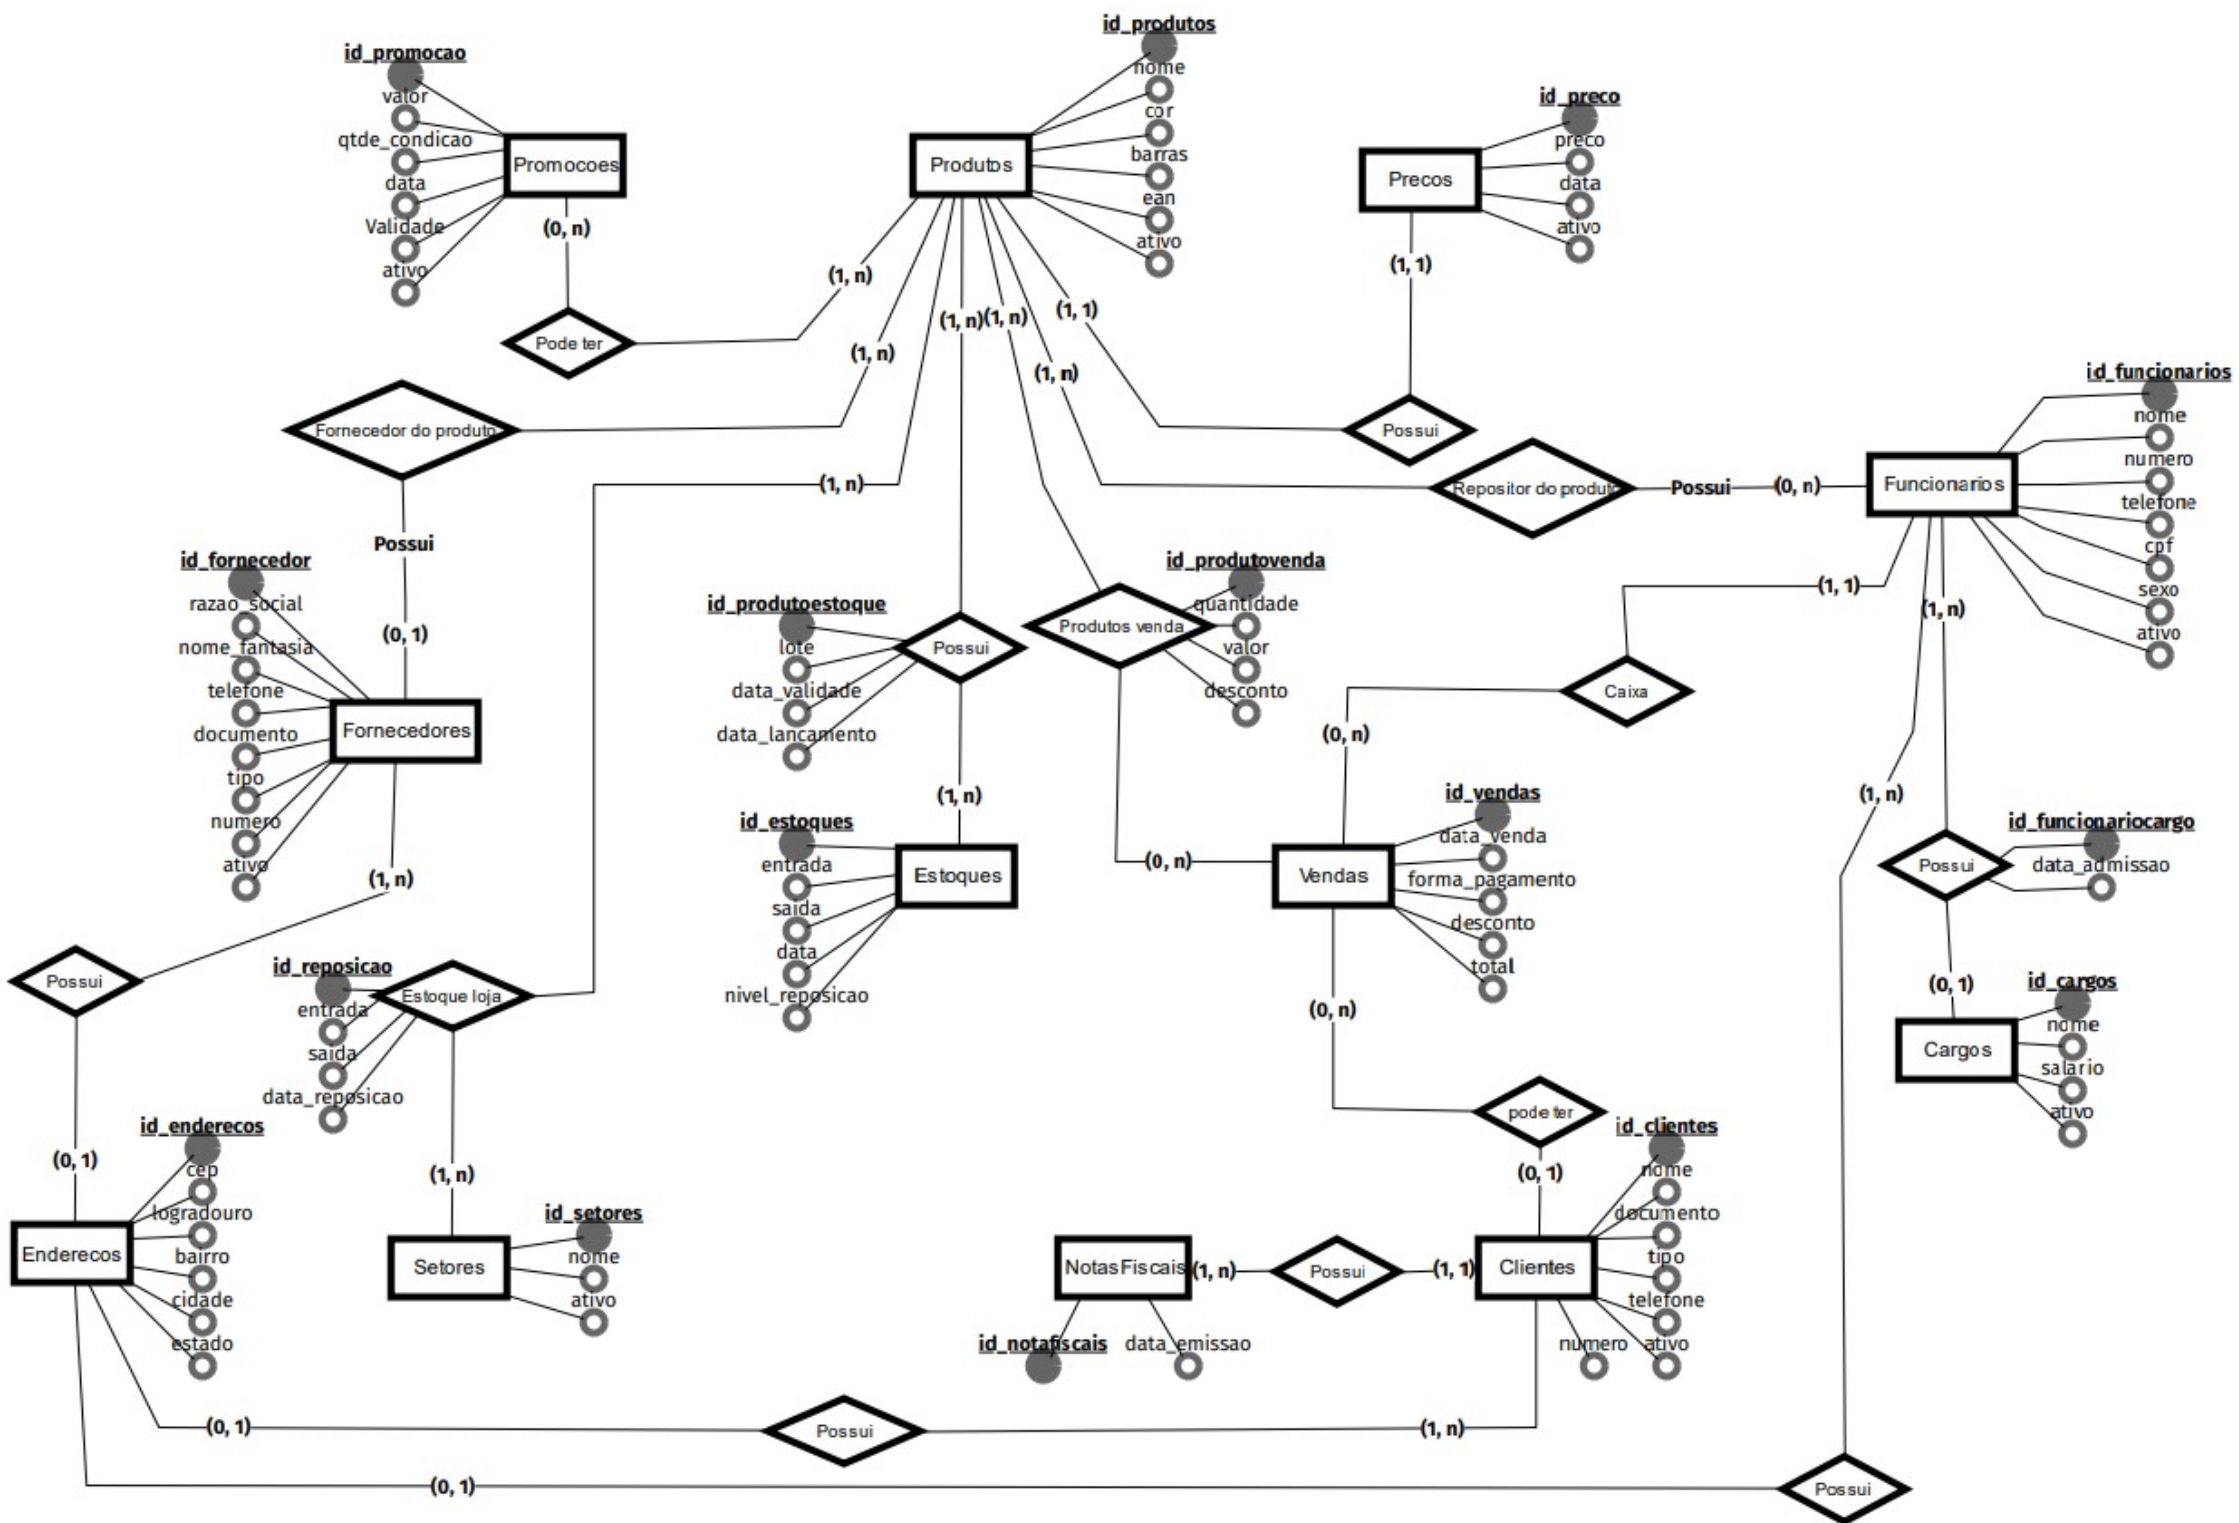 id_produtos
id_promocao
nome
valor
id_preco
cor
qtde_condicao
preco
barras
Promocoes
Produtos
Precos
data
data
ean
Validade
ativo
ativo
(0, n)
ativo
(1, n)
(1, 1)
(1, n)
(1, n)
(1, 1)
Pode ter
(1, n)
(1, n)
id_funcionarios
nome
Fornecedor do produto
Possui
numero
(1, n)
Repositor do produto
Possui
(0, n)
Funcionarios
telefone
Possui
cpf
id_fornecedor
id_produtovenda
(1, 1)
sexo
razao_social
id_produtoestoque
quantidade
(1, n)
Produtos venda
(0, 1)
ativo
nome_fantasia
lote
Possui
valor
telefone
data_validade
desconto
Caixa
Fornecedores
documento
data_lancamento
(0, n)
tipo
(1, n)
id_vendas
(1, n)
numero
id_estoques
id_funcionariocargo
data_venda
ativo
entrada
(0, n)
Possui
data_admissao
(1, n)
Estoques
Vendas
forma_pagamento
saida
desconto
data
id_reposicao
total
Possui
(0, 1)
id_cargos
Estoque loja
nivel_reposicao
entrada
(0, n)
nome
saida
Cargos
salario
data_reposicao
pode ter
ativo
id_enderecos
id_clientes
(0, 1)
cep
(1, n)
(0, 1)
nome
logradouro
id_setores
documento
Enderecos
bairro
Setores
nome
NotasFiscais
(1, n)
Possui
(1, 1)
Clientes
tipo
cidade
ativo
telefone
estado
id_notafiscais
data_emissao
numero
ativo
(0, 1)
Possui
(1, n)
(0, 1)
Possui